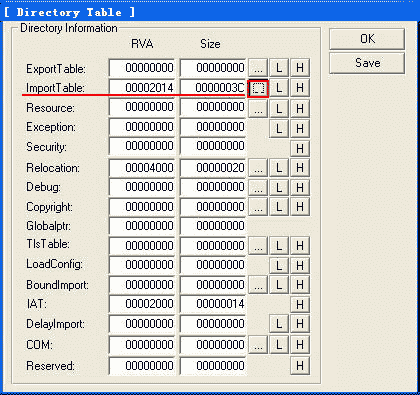 [ Directory Table ]
Directory Information
RVA Size
OK
Save
ExportTable: 00000000 00000000 ... L H
ImportTable: 00002014 0000003C ... L H
Resource: 00000000 00000000 ... L H
Exception: 00000000 00000000 L H
Security: 00000000 00000000 H
Relocation: 00004000 00000020 ... L H
Debug: 00000000 00000000 ... L H
Copyright: 00000000 00000000 ... L H
Globalptr: 00000000 00000000
TlsTable: 00000000 00000000 ... L H
LoadConfig: 00000000 00000000 L H
BoundImport: 00000000 00000000 ... L H
IAT: 00002000 00000014 H
DelayImport: 00000000 00000000 L H
COM: 00000000 00000000 ... L H
Reserved: 00000000 00000000 H